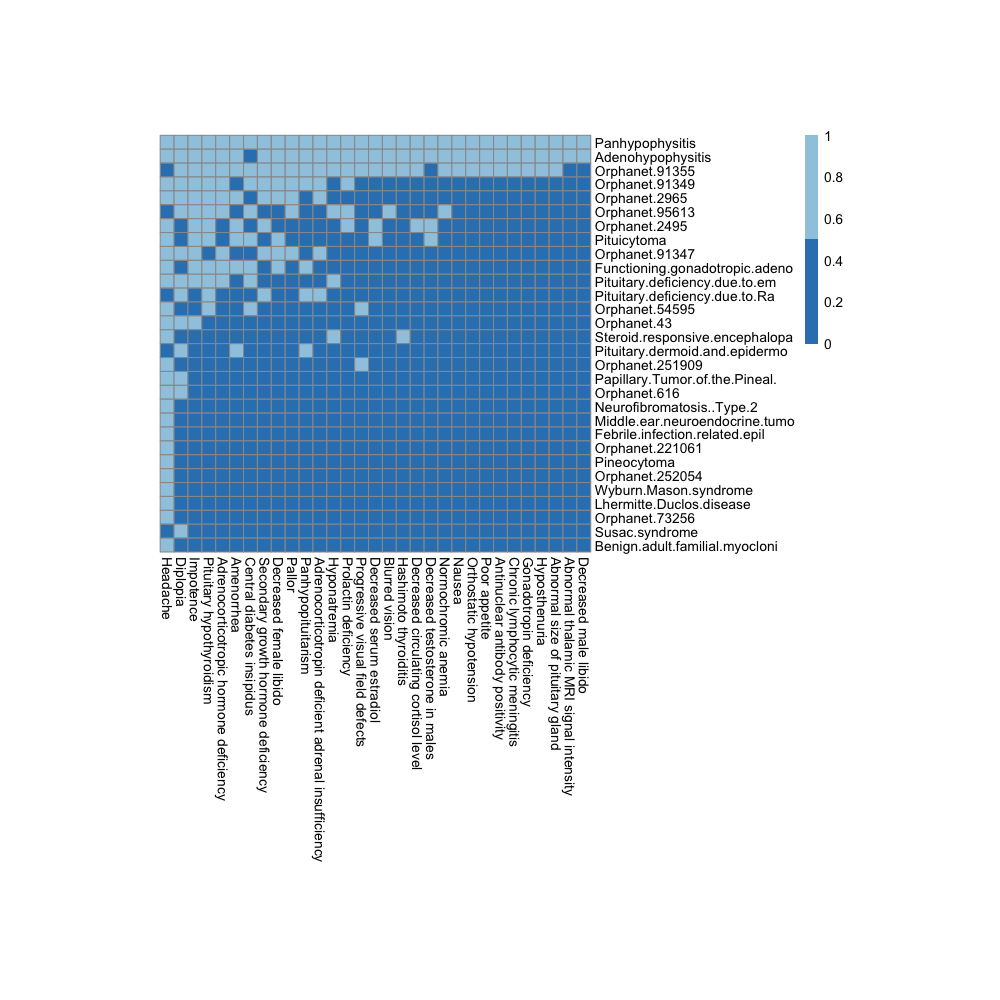 Panhypophysitis
Adenohypophysitis
Orphanet.91355
Orphanet.91349
Orphanet.2965
Orphanet.95613
Orphanet.2495
Pituicytoma
Orphanet.91347
Functioning.gonadotropic.adeno
Pituitary.deficiency.due.to.em
Pituitary.deficiency.due.to.Ra
Orphanet.54595
Orphanet.43
Steroid.responsive.encephalopa
Pituitary.dermoid.and.epidermo
Orphanet.251909
Papillary.Tumor.of.the.Pineal.
Orphanet.616
Neurofibromatosis..Type.2
Middle.ear.neuroendocrine.tumo
Febrile.infection.related.epil
Orphanet.221061
Pineocytoma
Orphanet.252054
Wyburn.Mason.syndrome
Lhermitte.Duclos.disease
Orphanet.73256
Susac.syndrome
Benign.adult.familial.myocloni
1
0.8
0.6
0.4
0.2
0
Headache
Diplopia
Impotence
Pituitary hypothyroidism
Adrenocorticotropic hormone deficiency
Amenorrhea
Central diabetes insipidus
Secondary growth hormone deficiency
Decreased female libido
Pallor
Panhypopituitarism
Adrenocorticotropin deficient adrenal insufficiency
Hyponatremia
Prolactin deficiency
Progressive visual field defects
Decreased serum estradiol
Blurred vision
Hashimoto thyroiditis
Decreased circulating cortisol level
Decreased testosterone in males
Normochromic anemia
Nausea
Orthostatic hypotension
Poor appetite
Antinuclear antibody positivity
Chronic lymphocytic meningitis
Gonadotropin deficiency
Hyposthenuria
Abnormal size of pituitary gland
Abnormal thalamic MRI signal intensity
Decreased male libido